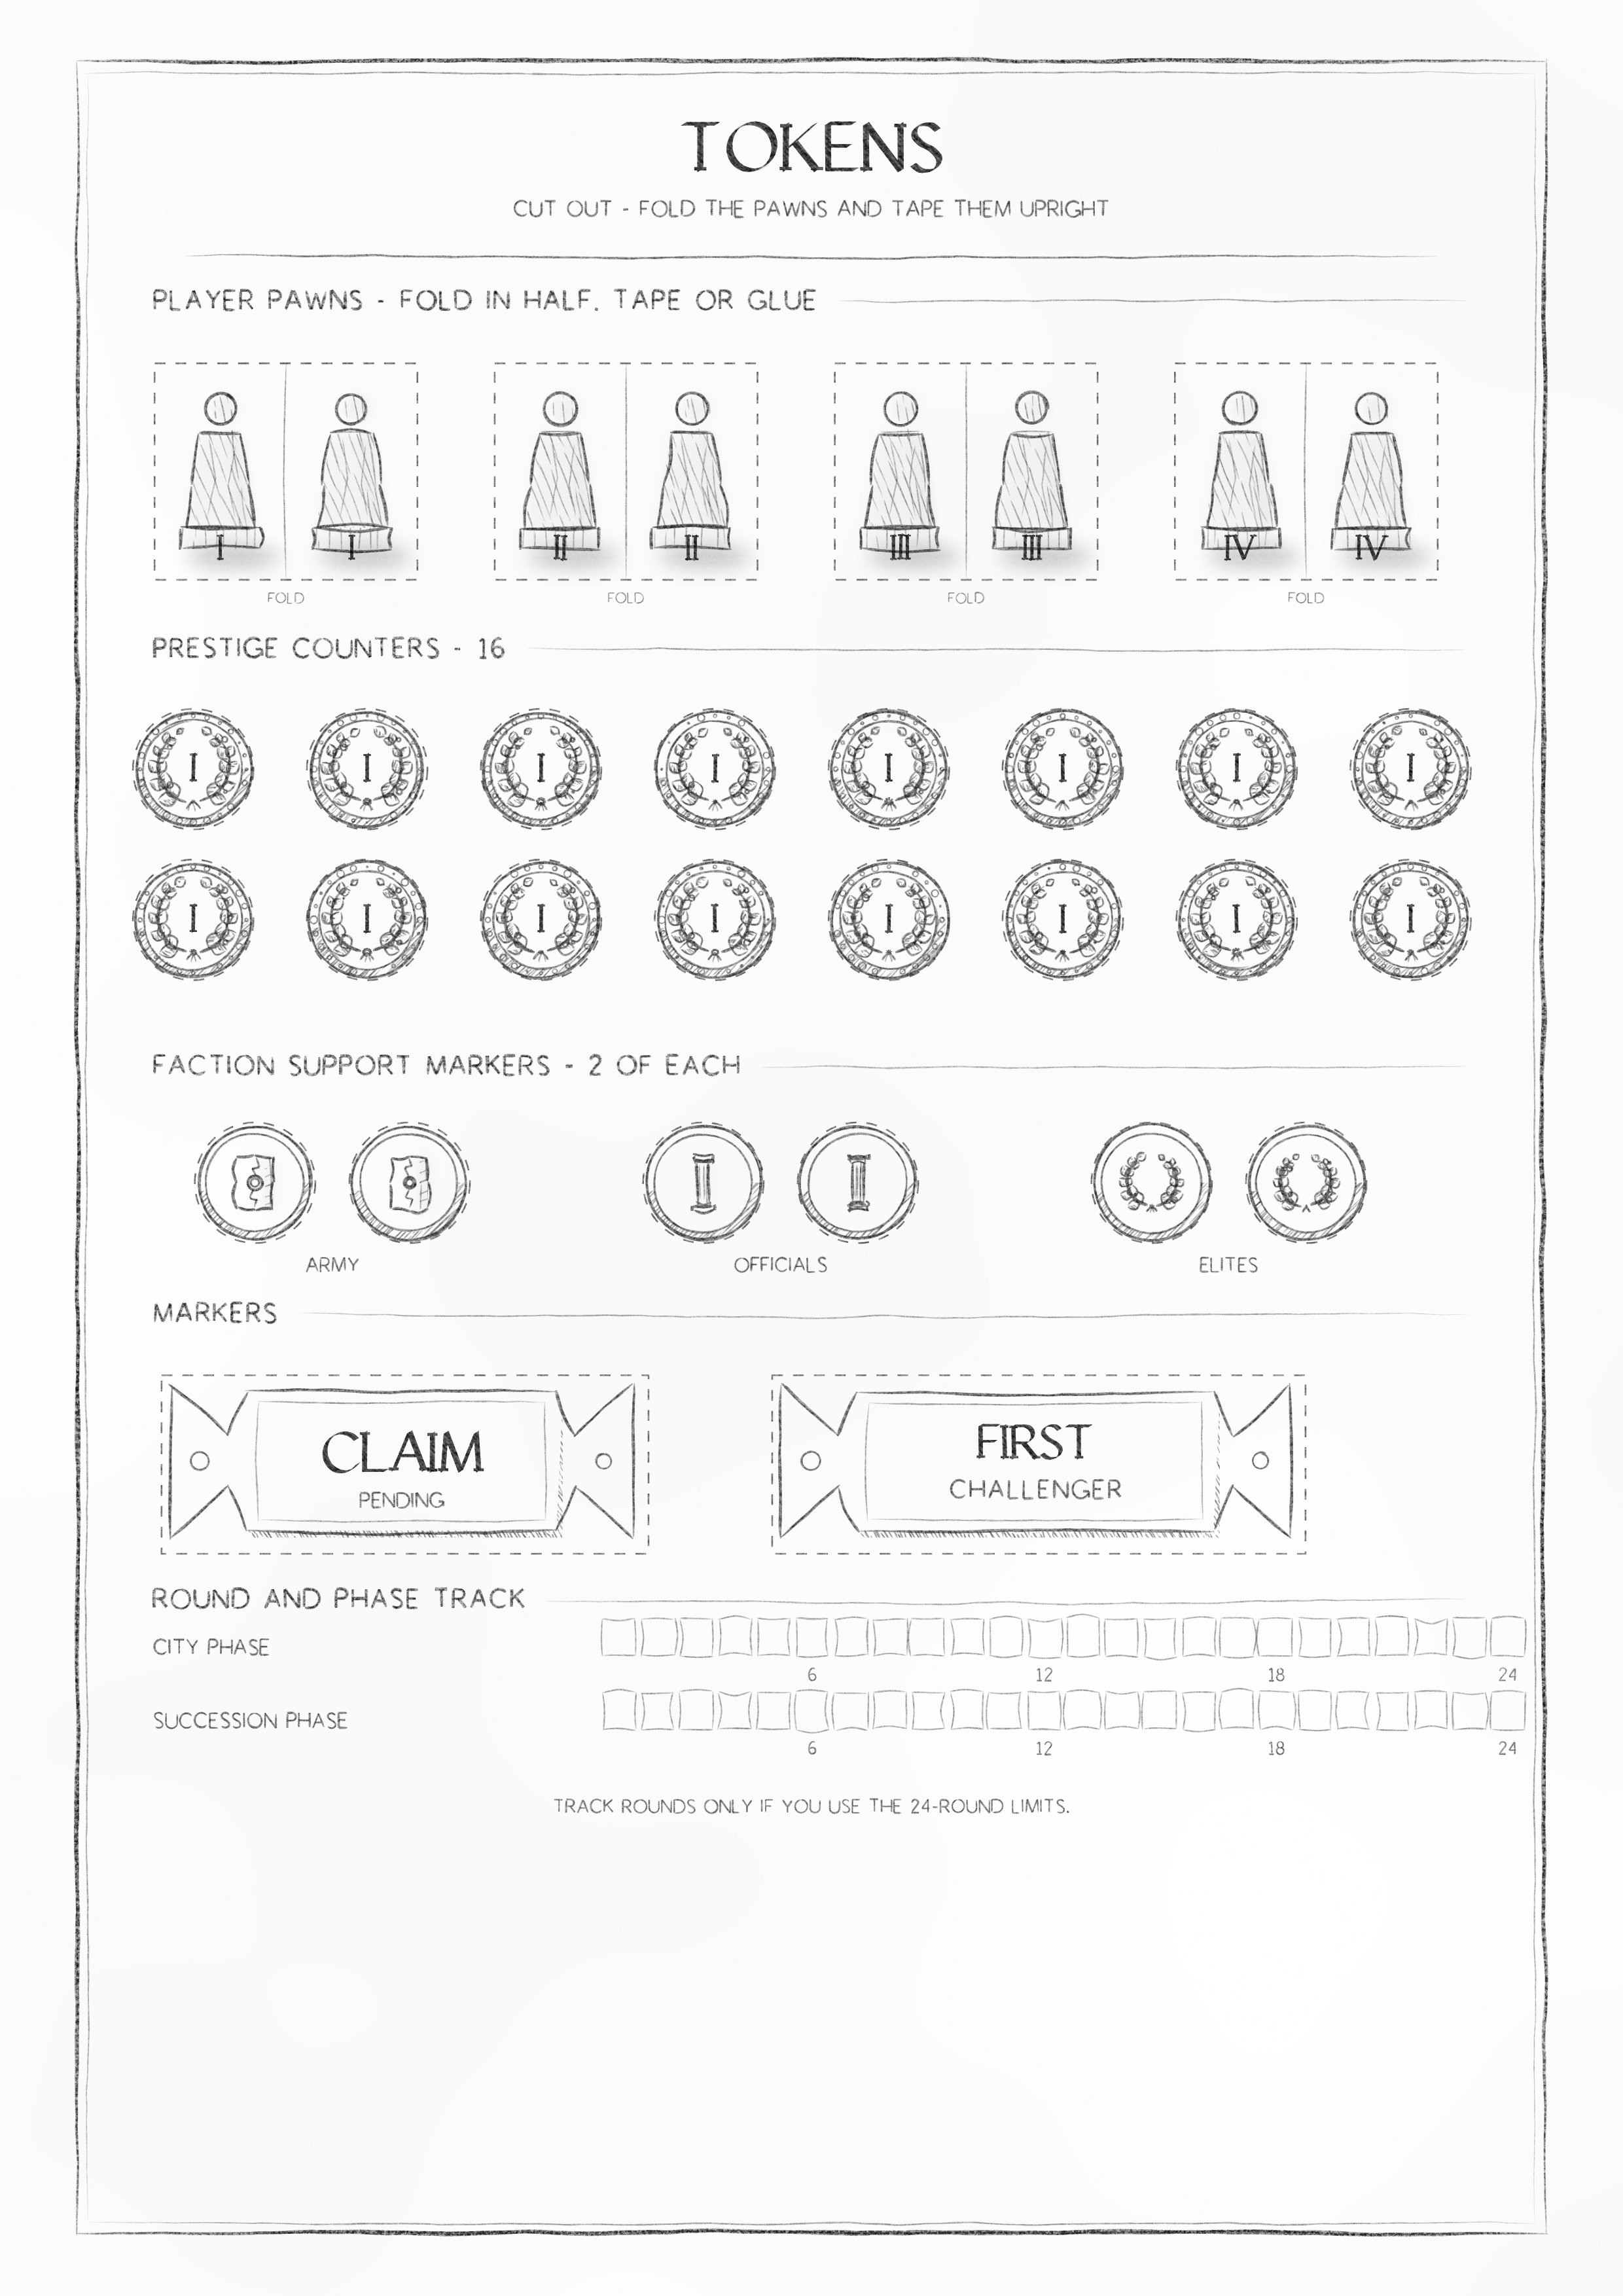 TOKENS
CUT OUT - FOLD THE PAWNS AND TAPE THEM UPRIGHT
PLAYER PAWNS - FOLD IN HALF. TAPE OR GLUE
I I II II III III IV IV
FOLD FOLD FOLD FOLD
PRESTIGE COUNTERS - 16
I I I I I I I I
I I I I I I I I
FACTION SUPPORT MARKERS - 2 OF EACH
ARMY OFFICIALS ELITES
MARKERS
CLAIM
PENDING
FIRST
CHALLENGER
ROUND AND PHASE TRACK
CITY PHASE
6 12 18 24
SUCCESSION PHASE
6 12 18 24
TRACK ROUNDS ONLY IF YOU USE THE 24-ROUND LIMITS.